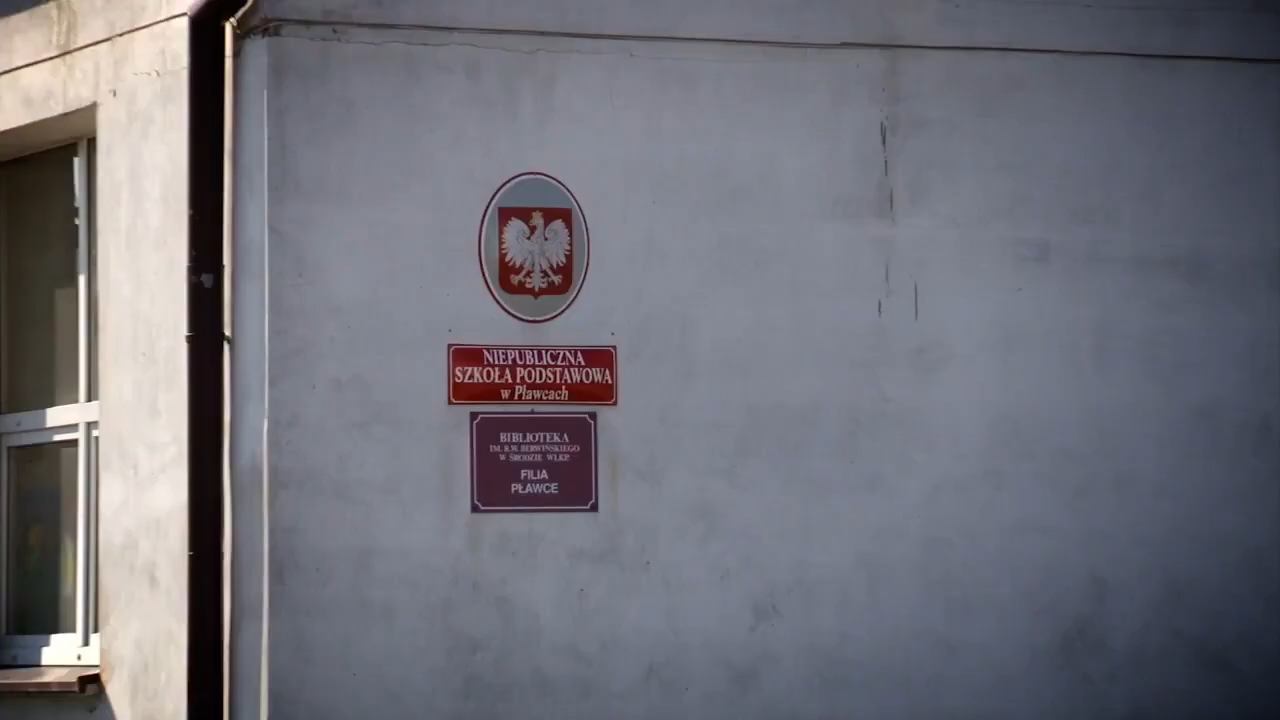 NIEPUBLICZNA
SZKOŁA PODSTAWOWA
w Pławcach
BIBLIOTEKA
IM. R.W. BERWIŃSKIEGO
W ŚRODZIE WLKP.
FILIA
PŁAWCE